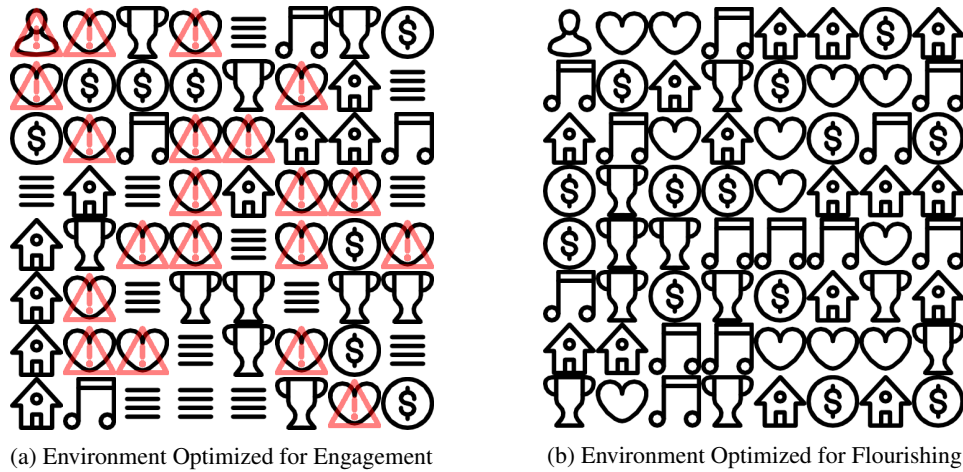 (a) Environment Optimized for Engagement
(b) Environment Optimized for Flourishing